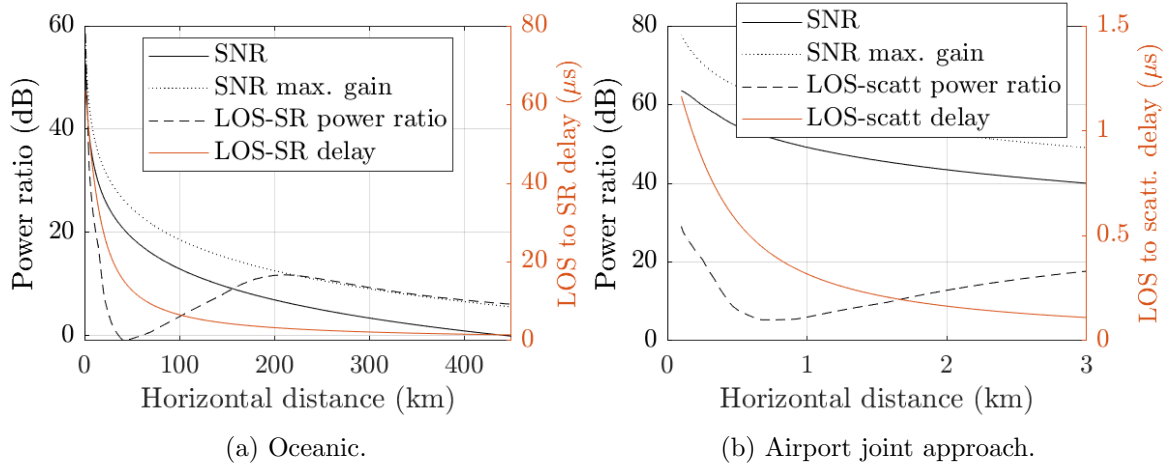 60
40
20
0
80
60
40
20
0
0
100
200
300
400
Power ratio (dB)
LOS to SR delay (μs)
Horizontal distance (km)
SNR
SNR max. gain
LOS-SR power ratio
LOS-SR delay
(a) Oceanic.
80
60
40
20
0
1.5
1
0.5
0
0
1
2
3
Power ratio (dB)
LOS to scatt. delay (μs)
Horizontal distance (km)
SNR
SNR max. gain
LOS-scatt power ratio
LOS-scatt delay
(b) Airport joint approach.